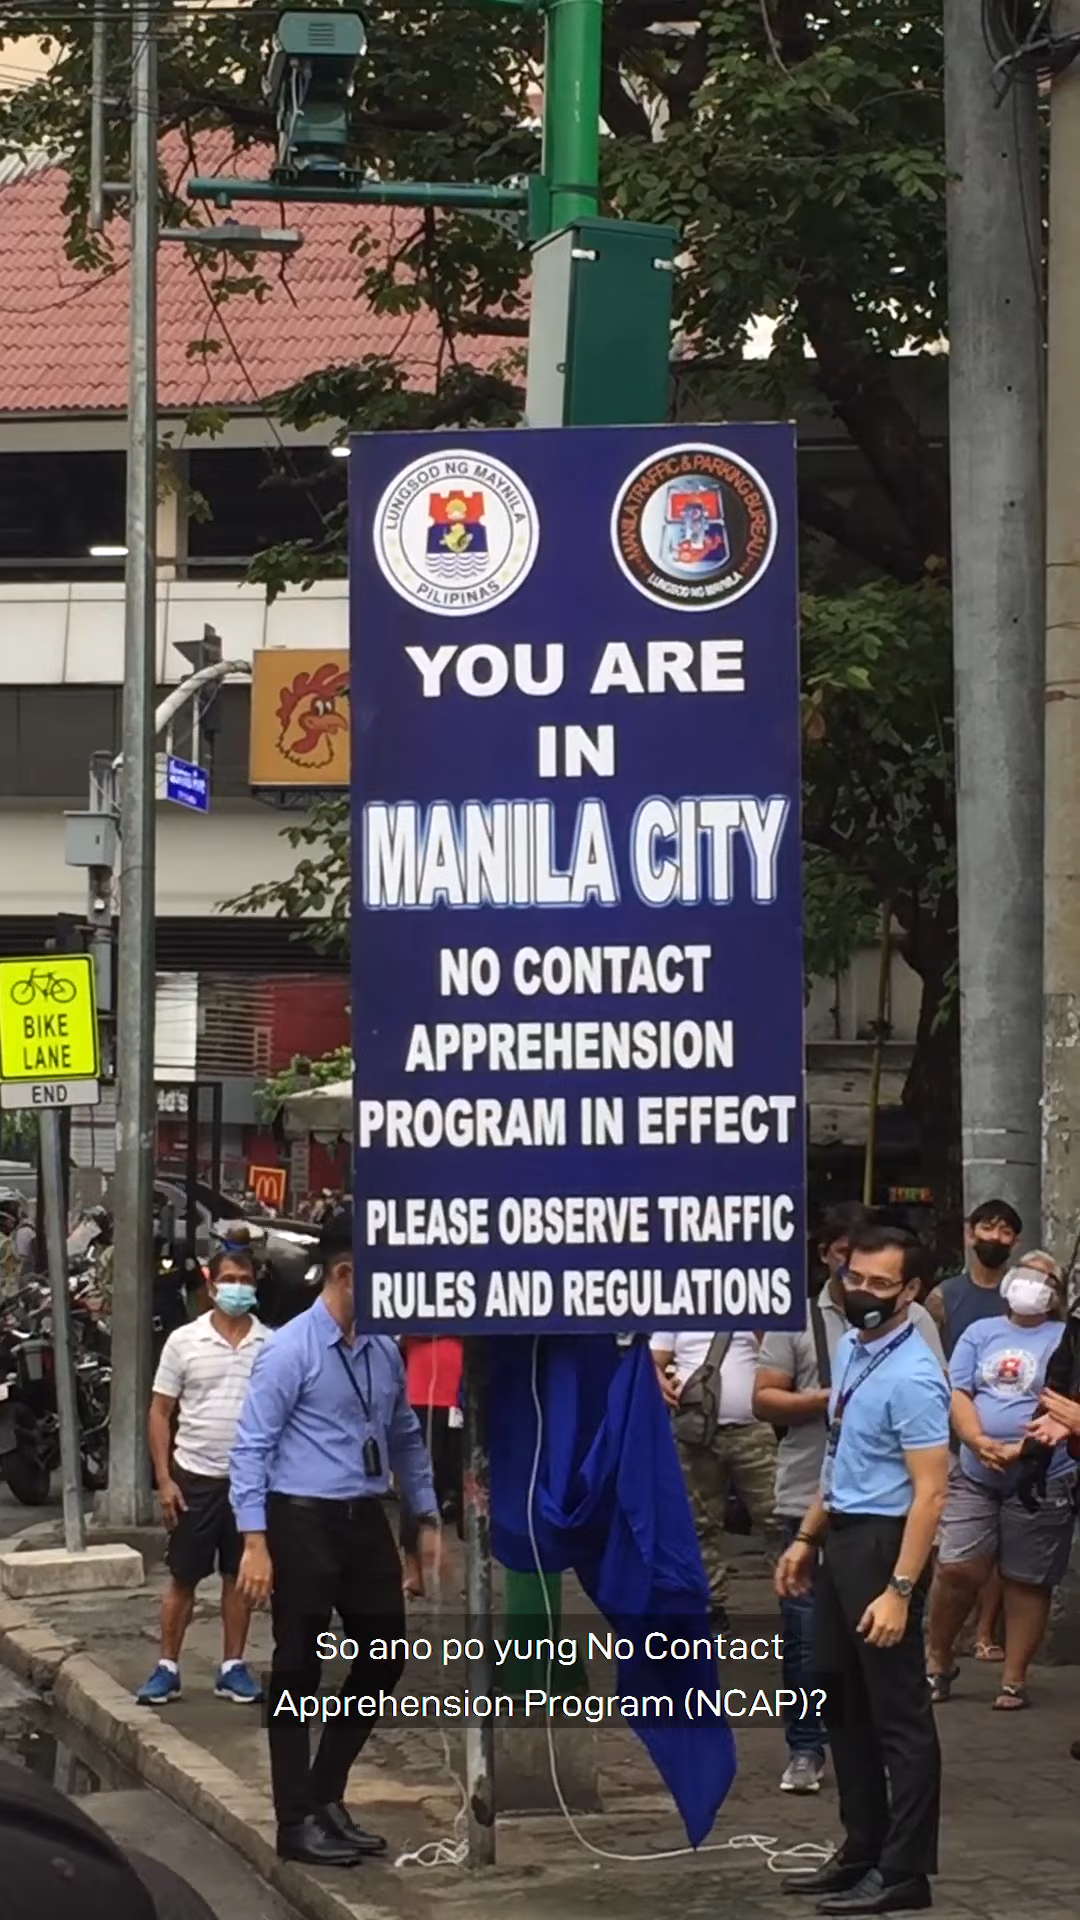 LUNGSOD NG MAYNILA
PILIPINAS
MANILA TRAFFIC & PARKING BUREAU
LUNGSOD NG MAYNILA
YOU ARE
IN
MANILA CITY
NO CONTACT
APPREHENSION
PROGRAM IN EFFECT
PLEASE OBSERVE TRAFFIC
RULES AND REGULATIONS
BIKE
LANE
END
So ano po yung No Contact
Apprehension Program (NCAP)?